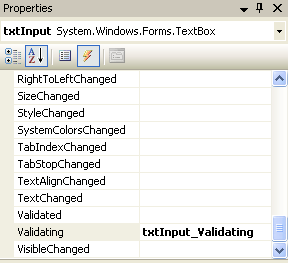 Properties
txtInput System.Windows.Forms.TextBox
RightToLeftChanged
SizeChanged
StyleChanged
SystemColorsChanged
TabIndexChanged
TabStopChanged
TextAlignChanged
TextChanged
Validated
Validating txtInput_Validating
VisibleChanged